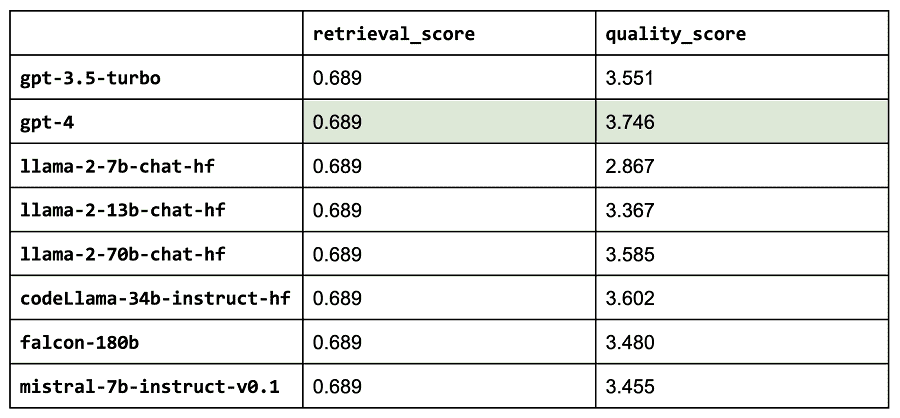 retrieval_score quality_score
gpt-3.5-turbo 0.689 3.551
gpt-4 0.689 3.746
llama-2-7b-chat-hf 0.689 2.867
llama-2-13b-chat-hf 0.689 3.367
llama-2-70b-chat-hf 0.689 3.585
codeLlama-34b-instruct-hf 0.689 3.602
falcon-180b 0.689 3.480
mistral-7b-instruct-v0.1 0.689 3.455